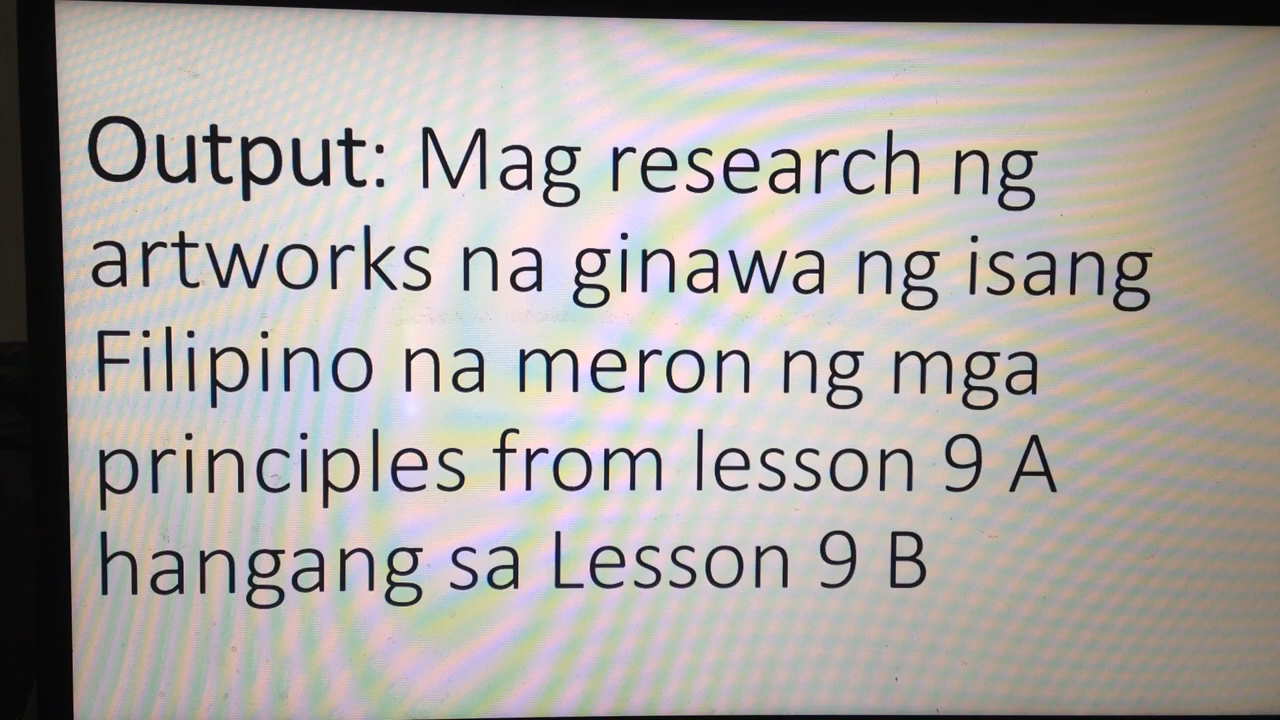 Output: Mag research ng
artworks na ginawa ng isang
Filipino na meron ng mga
principles from lesson 9 A
hangang sa Lesson 9 B